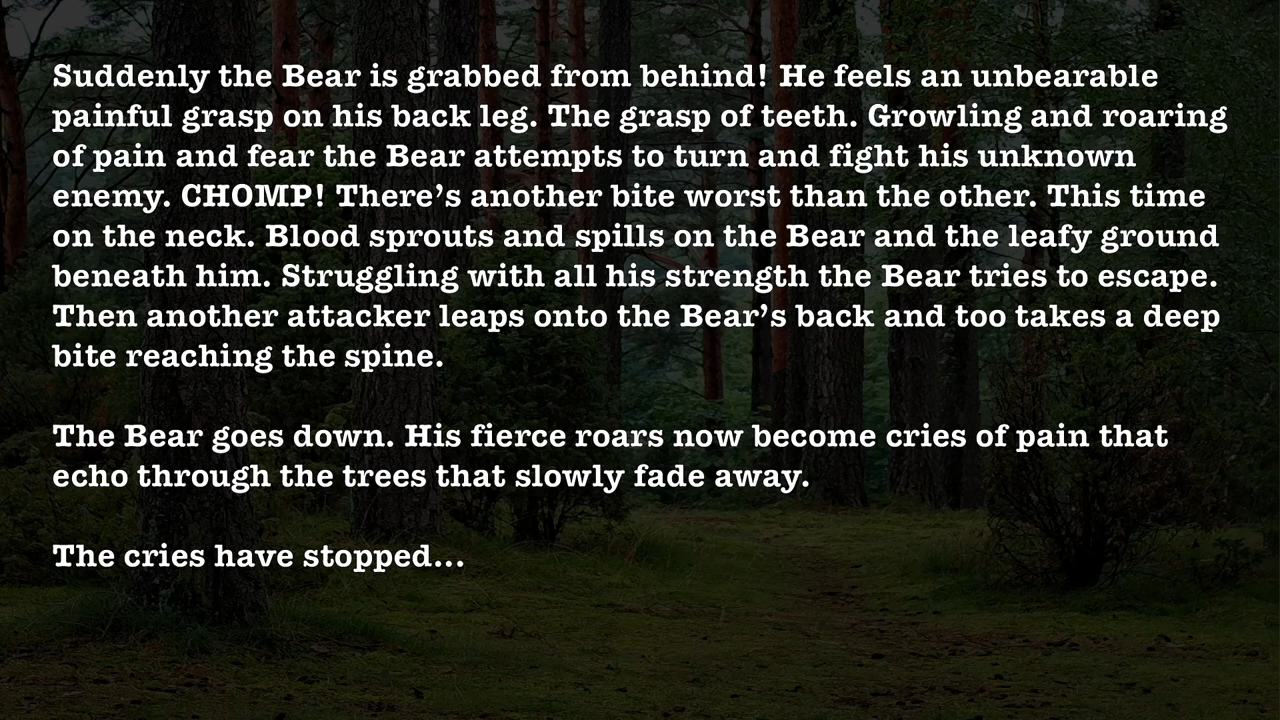 Suddenly the Bear is grabbed from behind! He feels an unbearable
painful grasp on his back leg. The grasp of teeth. Growling and roaring
of pain and fear the Bear attempts to turn and fight his unknown
enemy. CHOMP! There’s another bite worst than the other. This time
on the neck. Blood sprouts and spills on the Bear and the leafy ground
beneath him. Struggling with all his strength the Bear tries to escape.
Then another attacker leaps onto the Bear’s back and too takes a deep
bite reaching the spine.
The Bear goes down. His fierce roars now become cries of pain that
echo through the trees that slowly fade away.
The cries have stopped...